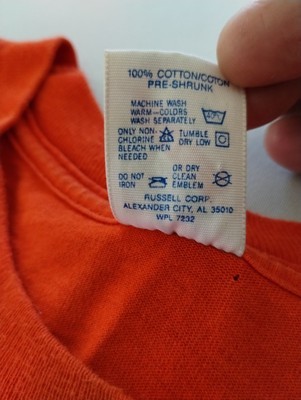 100% COTTON/COTON
PRE-SHRUNK
MACHINE WASH
WARM-COLORS
WASH SEPARATELY
ONLY NON-
CHLORINE
BLEACH WHEN
NEEDED
TUMBLE
DRY LOW
DO NOT
IRON
OR DRY
CLEAN
EMBLEM
RUSSELL CORP.
ALEXANDER CITY, AL 35010
WPL 7232